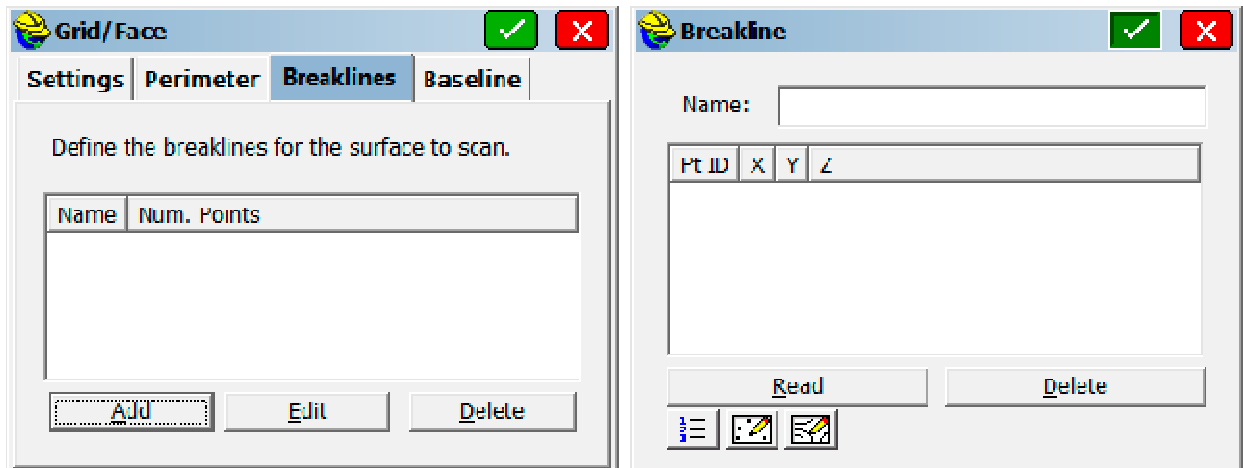 Grid/Face
Settings Perimeter Breaklines Baseline
Define the breaklines for the surface to scan.
Name Num. Points
Add Edit Delete
Breakline
Name:
Pt ID X Y Z
Read Delete